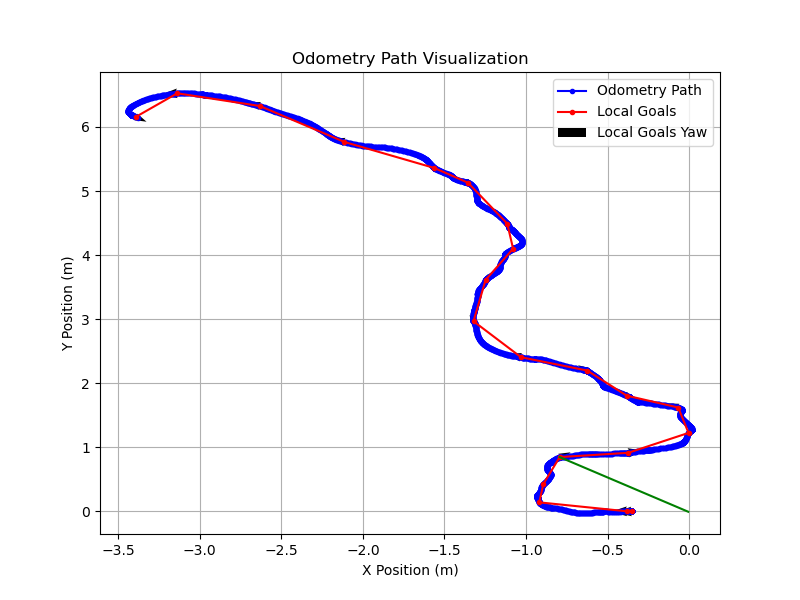 Odometry Path Visualization
Odometry Path
Local Goals
Local Goals Yaw
Y Position (m)
6
5
4
3
2
1
0
−3.5 −3.0 −2.5 −2.0 −1.5 −1.0 −0.5 0.0
X Position (m)